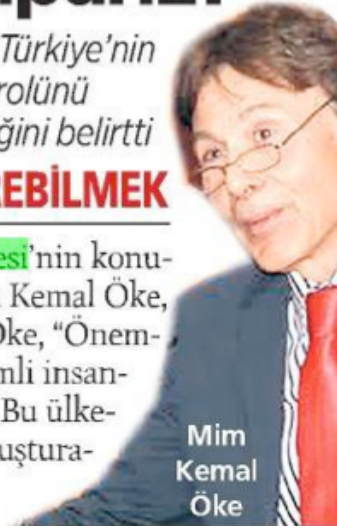 Türkiye'nin
rolünü
ğini belirtti
EBİLMEK
esi'nin konu-
Kemal Öke,
Öke, “Önem-
mli insan-
Bu ülke-
uştura-
Mim
Kemal
Öke